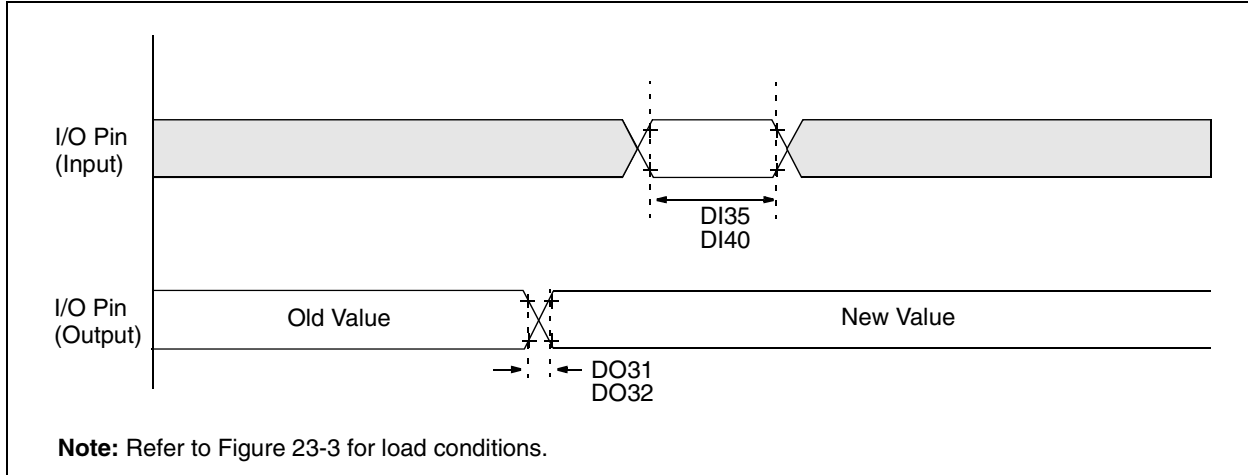 I/O Pin
(Input)
DI35
DI40
I/O Pin
(Output)
Old Value
New Value
DO31
DO32
Note: Refer to Figure 23-3 for load conditions.